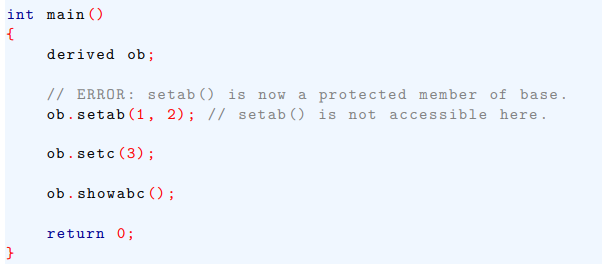 int main()
{
derived ob;
// ERROR: setab() is now a protected member of base.
ob.setab(1, 2); // setab() is not accessible here.
ob.setc(3);
ob.showabc();
return 0;
}